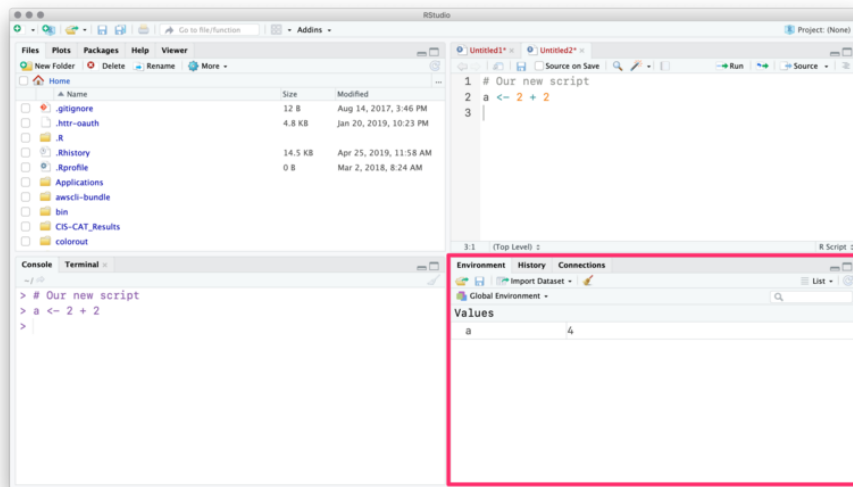 RStudio
Go to file/function Addins Project: (None)
Files Plots Packages Help Viewer
New Folder Delete Rename More
Home ...
Name Size Modified
.gitignore 12 B Aug 14, 2017, 3:46 PM
.httr-oauth 4.8 KB Jan 20, 2019, 10:23 PM
.R
.Rhistory 14.5 KB Apr 25, 2019, 11:58 AM
.Rprofile 0 B Mar 2, 2018, 8:24 AM
Applications
awscli-bundle
bin
CIS-CAT_Results
colorout
Untitled1* Untitled2*
Source on Save Run Source
1 # Our new script
2 a <- 2 + 2
3
3:1 (Top Level) R Script
Console Terminal
~/
> # Our new script
> a <- 2 + 2
>
Environment History Connections
Import Dataset List
Global Environment
Values
a 4